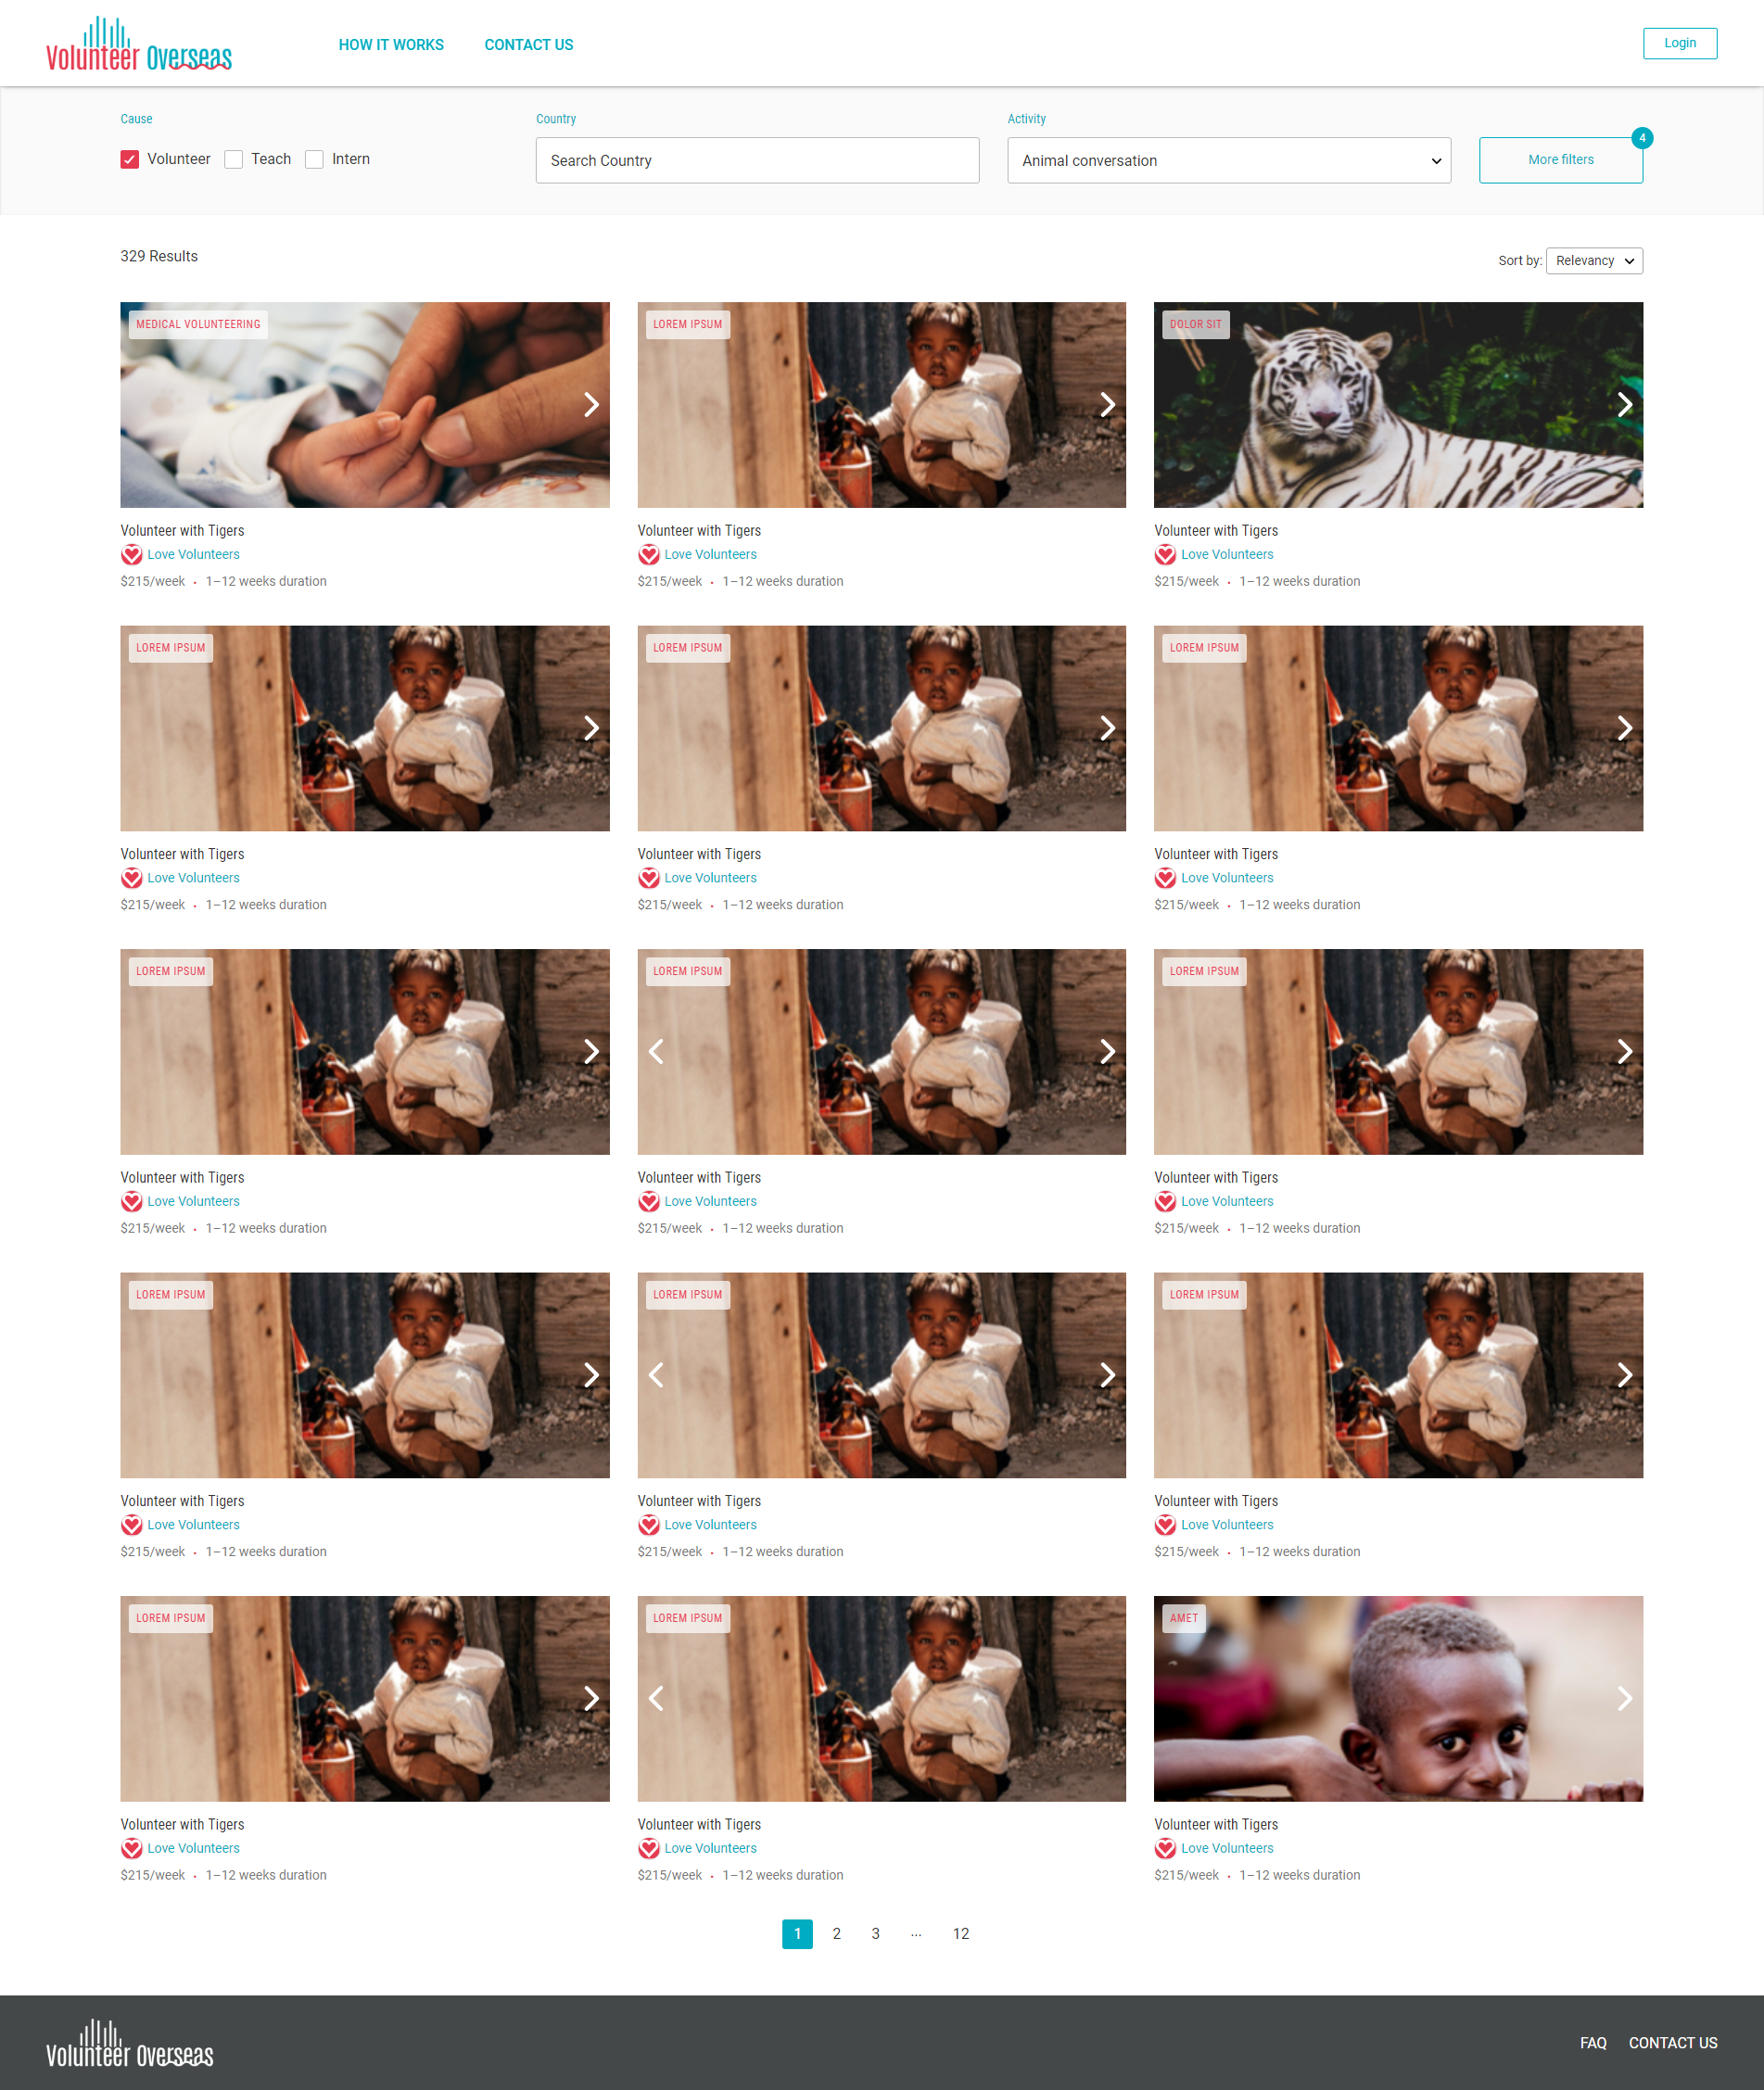 Volunteer Overseas
HOW IT WORKS CONTACT US
Login
Cause
Country
Activity
Volunteer Teach Intern
Search Country
Animal conversation
More filters
4
329 Results
Sort by: Relevancy
MEDICAL VOLUNTEERING
LOREM IPSUM
DOLOR SIT
Volunteer with Tigers
Love Volunteers
$215/week • 1–12 weeks duration
Volunteer with Tigers
Love Volunteers
$215/week • 1–12 weeks duration
Volunteer with Tigers
Love Volunteers
$215/week • 1–12 weeks duration
LOREM IPSUM
LOREM IPSUM
LOREM IPSUM
Volunteer with Tigers
Love Volunteers
$215/week • 1–12 weeks duration
Volunteer with Tigers
Love Volunteers
$215/week • 1–12 weeks duration
Volunteer with Tigers
Love Volunteers
$215/week • 1–12 weeks duration
LOREM IPSUM
LOREM IPSUM
LOREM IPSUM
Volunteer with Tigers
Love Volunteers
$215/week • 1–12 weeks duration
Volunteer with Tigers
Love Volunteers
$215/week • 1–12 weeks duration
Volunteer with Tigers
Love Volunteers
$215/week • 1–12 weeks duration
LOREM IPSUM
LOREM IPSUM
LOREM IPSUM
Volunteer with Tigers
Love Volunteers
$215/week • 1–12 weeks duration
Volunteer with Tigers
Love Volunteers
$215/week • 1–12 weeks duration
Volunteer with Tigers
Love Volunteers
$215/week • 1–12 weeks duration
LOREM IPSUM
LOREM IPSUM
AMET
Volunteer with Tigers
Love Volunteers
$215/week • 1–12 weeks duration
Volunteer with Tigers
Love Volunteers
$215/week • 1–12 weeks duration
Volunteer with Tigers
Love Volunteers
$215/week • 1–12 weeks duration
1 2 3 ... 12
Volunteer Overseas
FAQ CONTACT US